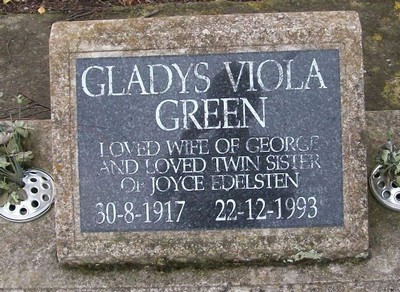 GLADYS VIOLA
GREEN
LOVED WIFE OF GEORGE
AND LOVED TWIN SISTER
OF JOYCE EDELSTEN
30-8-1917 22-12-1993